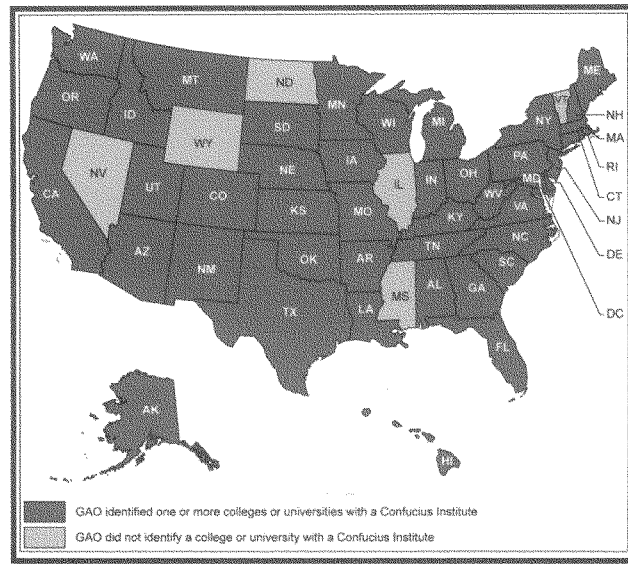 WA
MT
ND
MN
ME
OR
ID
SD
WI
MI
NY
VT
NH
MA
WY
RI
NV
NE
IA
PA
CT
CA
UT
CO
IL
IN
OH
MD
NJ
KS
MO
WV
VA
DE
KY
AZ
NM
OK
AR
TN
NC
SC
DC
TX
LA
MS
AL
GA
FL
AK
HI
GAO identified one or more colleges or universities with a Confucius Institute
GAO did not identify a college or university with a Confucius Institute